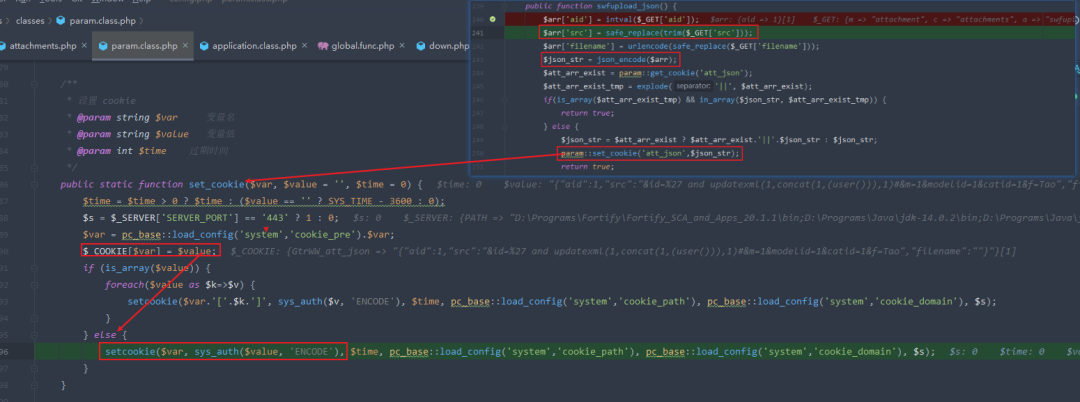 s › classes › param.class.php
attachments.php × param.class.php × application.class.php × global.func.php × down.php
/**
* 设置 cookie
* @param string $var 变量名
* @param string $value 变量值
* @param int $time 过期时间
*/
public static function set_cookie($var, $value = '', $time = 0) { $time: 0 $value: "{"aid":1,"src":"&id=%27 and updatexml(1,concat(1,(user())),1)#&m=1&modelid=1&catid=1&f=Tao","
$time = $time > 0 ? $time : ($value == '' ? SYS_TIME - 3600 : 0);
$s = $_SERVER['SERVER_PORT'] == '443' ? 1 : 0; $s: 0 $_SERVER: {PATH => "D:\Programs\Fortify\Fortify_SCA_and_Apps_20.1.1\bin;D:\Programs\Java\jdk-14.0.2\bin;D:\Programs\Java\
$var = pc_base::load_config('system','cookie_pre').$var;
$_COOKIE[$var] = $value; $_COOKIE: {GtrNW_att_json => "{"aid":1,"src":"&id=%27 and updatexml(1,concat(1,(user())),1)#&m=1&modelid=1&catid=1&f=Tao","filename":""}"}[1]
if (is_array($value)) {
foreach($value as $k=>$v) {
setcookie($var.'['.$k.']', sys_auth($v, 'ENCODE'), $time, pc_base::load_config('system','cookie_path'), pc_base::load_config('system','cookie_domain'), $s);
}
} else {
96 setcookie($var, sys_auth($value, 'ENCODE'), $time, pc_base::load_config('system','cookie_path'), pc_base::load_config('system','cookie_domain'), $s); $s: 0 $time: 0
}
}
public function swfupload_json() {
$arr['aid'] = intval($_GET['aid']); $arr: {aid => 1}[1] $_GET: {m => "attachment", c => "attachments", a => "swfup
241 $arr['src'] = safe_replace(trim($_GET['src']));
$arr['filename'] = urlencode(safe_replace($_GET['filename']));
$json_str = json_encode($arr);
$att_arr_exist = param::get_cookie('att_json');
$att_arr_exist_tmp = explode( separator: '||', $att_arr_exist);
if(is_array($att_arr_exist_tmp) && in_array($json_str, $att_arr_exist_tmp)) {
return true;
} else {
$json_str = $att_arr_exist ? $att_arr_exist.'||'.$json_str : $json_str;
param::set_cookie('att_json',$json_str);
return true;